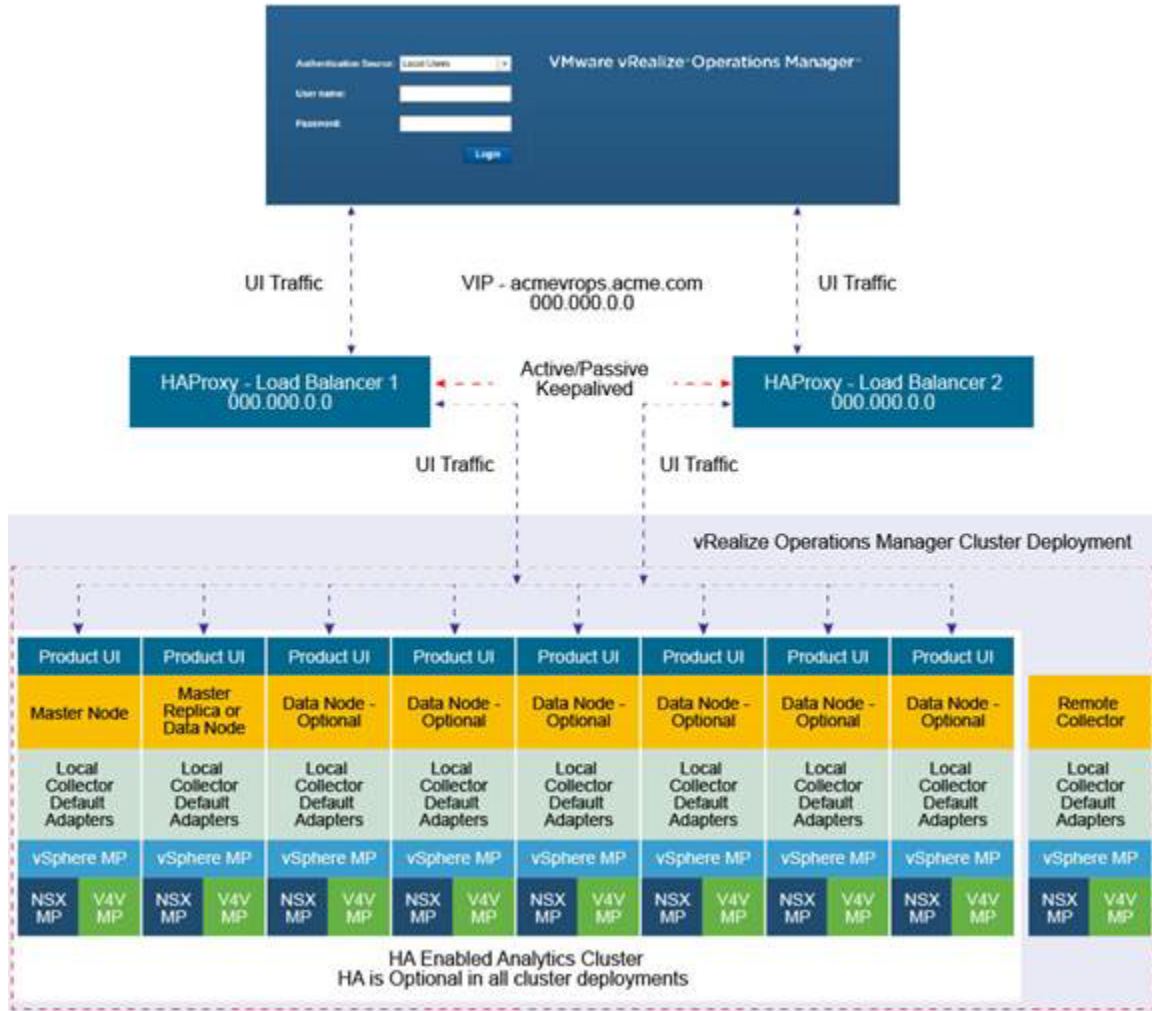 Authentication Source: Local Users
VMware vRealize™ Operations Manager™
User name:
Password:
Login
UI Traffic
VIP - acmevrops.acme.com
000.000.0.0
UI Traffic
HAProxy - Load Balancer 1
000.000.0.0
Active/Passive
Keepalived
HAProxy - Load Balancer 2
000.000.0.0
UI Traffic
UI Traffic
vRealize Operations Manager Cluster Deployment
Product UI
Product UI
Product UI
Product UI
Product UI
Product UI
Product UI
Product UI
Master Node
Master
Replica or
Data Node
Data Node -
Optional
Data Node -
Optional
Data Node -
Optional
Data Node -
Optional
Data Node -
Optional
Data Node -
Optional
Remote
Collector
Local
Collector
Default
Adapters
Local
Collector
Default
Adapters
Local
Collector
Default
Adapters
Local
Collector
Default
Adapters
Local
Collector
Default
Adapters
Local
Collector
Default
Adapters
Local
Collector
Default
Adapters
Local
Collector
Default
Adapters
Local
Collector
Default
Adapters
vSphere MP
vSphere MP
vSphere MP
vSphere MP
vSphere MP
vSphere MP
vSphere MP
vSphere MP
vSphere MP
NSX
MP
V4V
MP
NSX
MP
V4V
MP
NSX
MP
V4V
MP
NSX
MP
V4V
MP
NSX
MP
V4V
MP
NSX
MP
V4V
MP
NSX
MP
V4V
MP
NSX
MP
V4V
MP
NSX
MP
V4V
MP
HA Enabled Analytics Cluster
HA is Optional in all cluster deployments